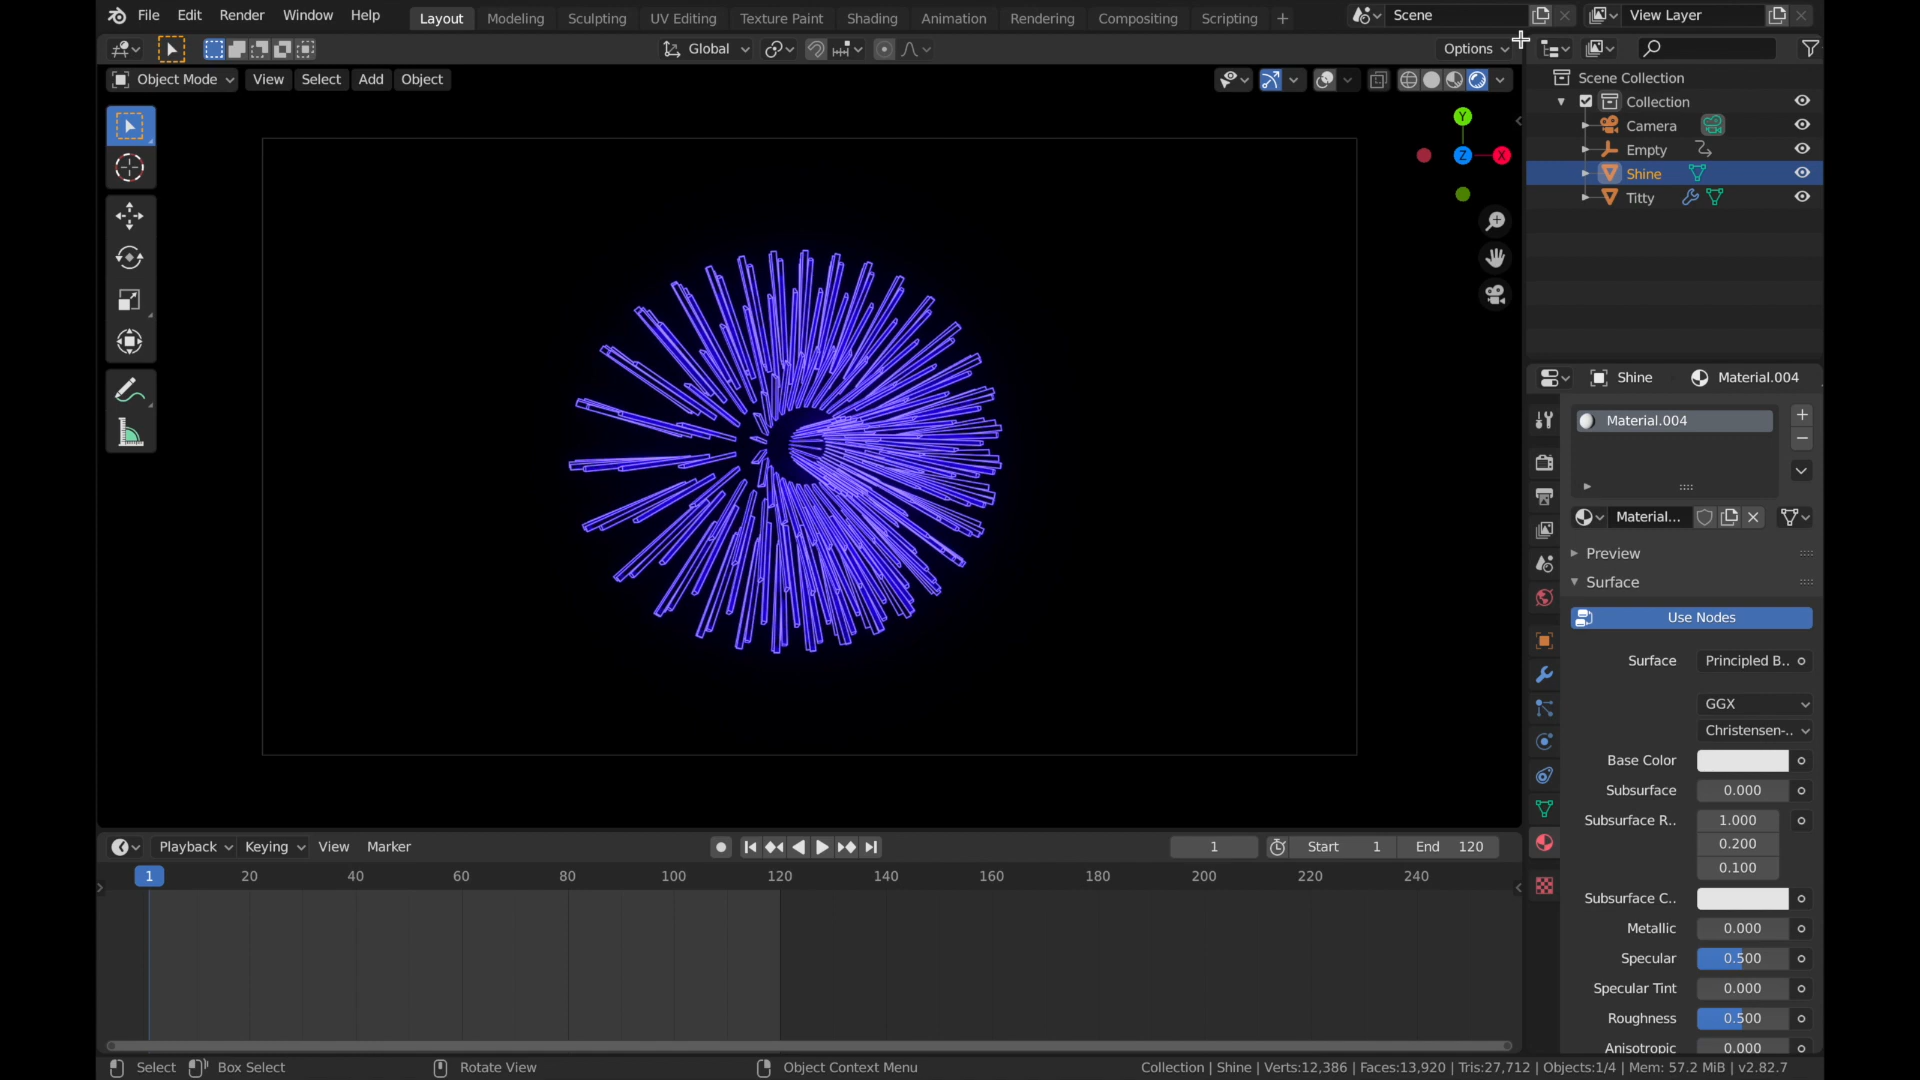 File Edit Render Window Help Layout Modeling Sculpting UV Editing Texture Paint Shading Animation Rendering Compositing Scripting + Scene View Layer
Global Options
Object Mode View Select Add Object
Scene Collection
Collection
Camera
Empty
Shine
Titty
Y
Z X
Shine Material.004
Material.004
Material...
Preview
Surface
Use Nodes
Surface Principled B..
GGX
Christensen-..
Base Color
Subsurface 0.000
Subsurface R.. 1.000
0.200
0.100
Subsurface C..
Metallic 0.000
Specular 0.500
Specular Tint 0.000
Roughness 0.500
Anisotropic 0.000
Playback Keying View Marker 1 Start 1 End 120
1 20 40 60 80 100 120 140 160 180 200 220 240
Select Box Select Rotate View Object Context Menu Collection | Shine | Verts:12,386 | Faces:13,920 | Tris:27,712 | Objects:1/4 | Mem: 57.2 MiB | v2.82.7